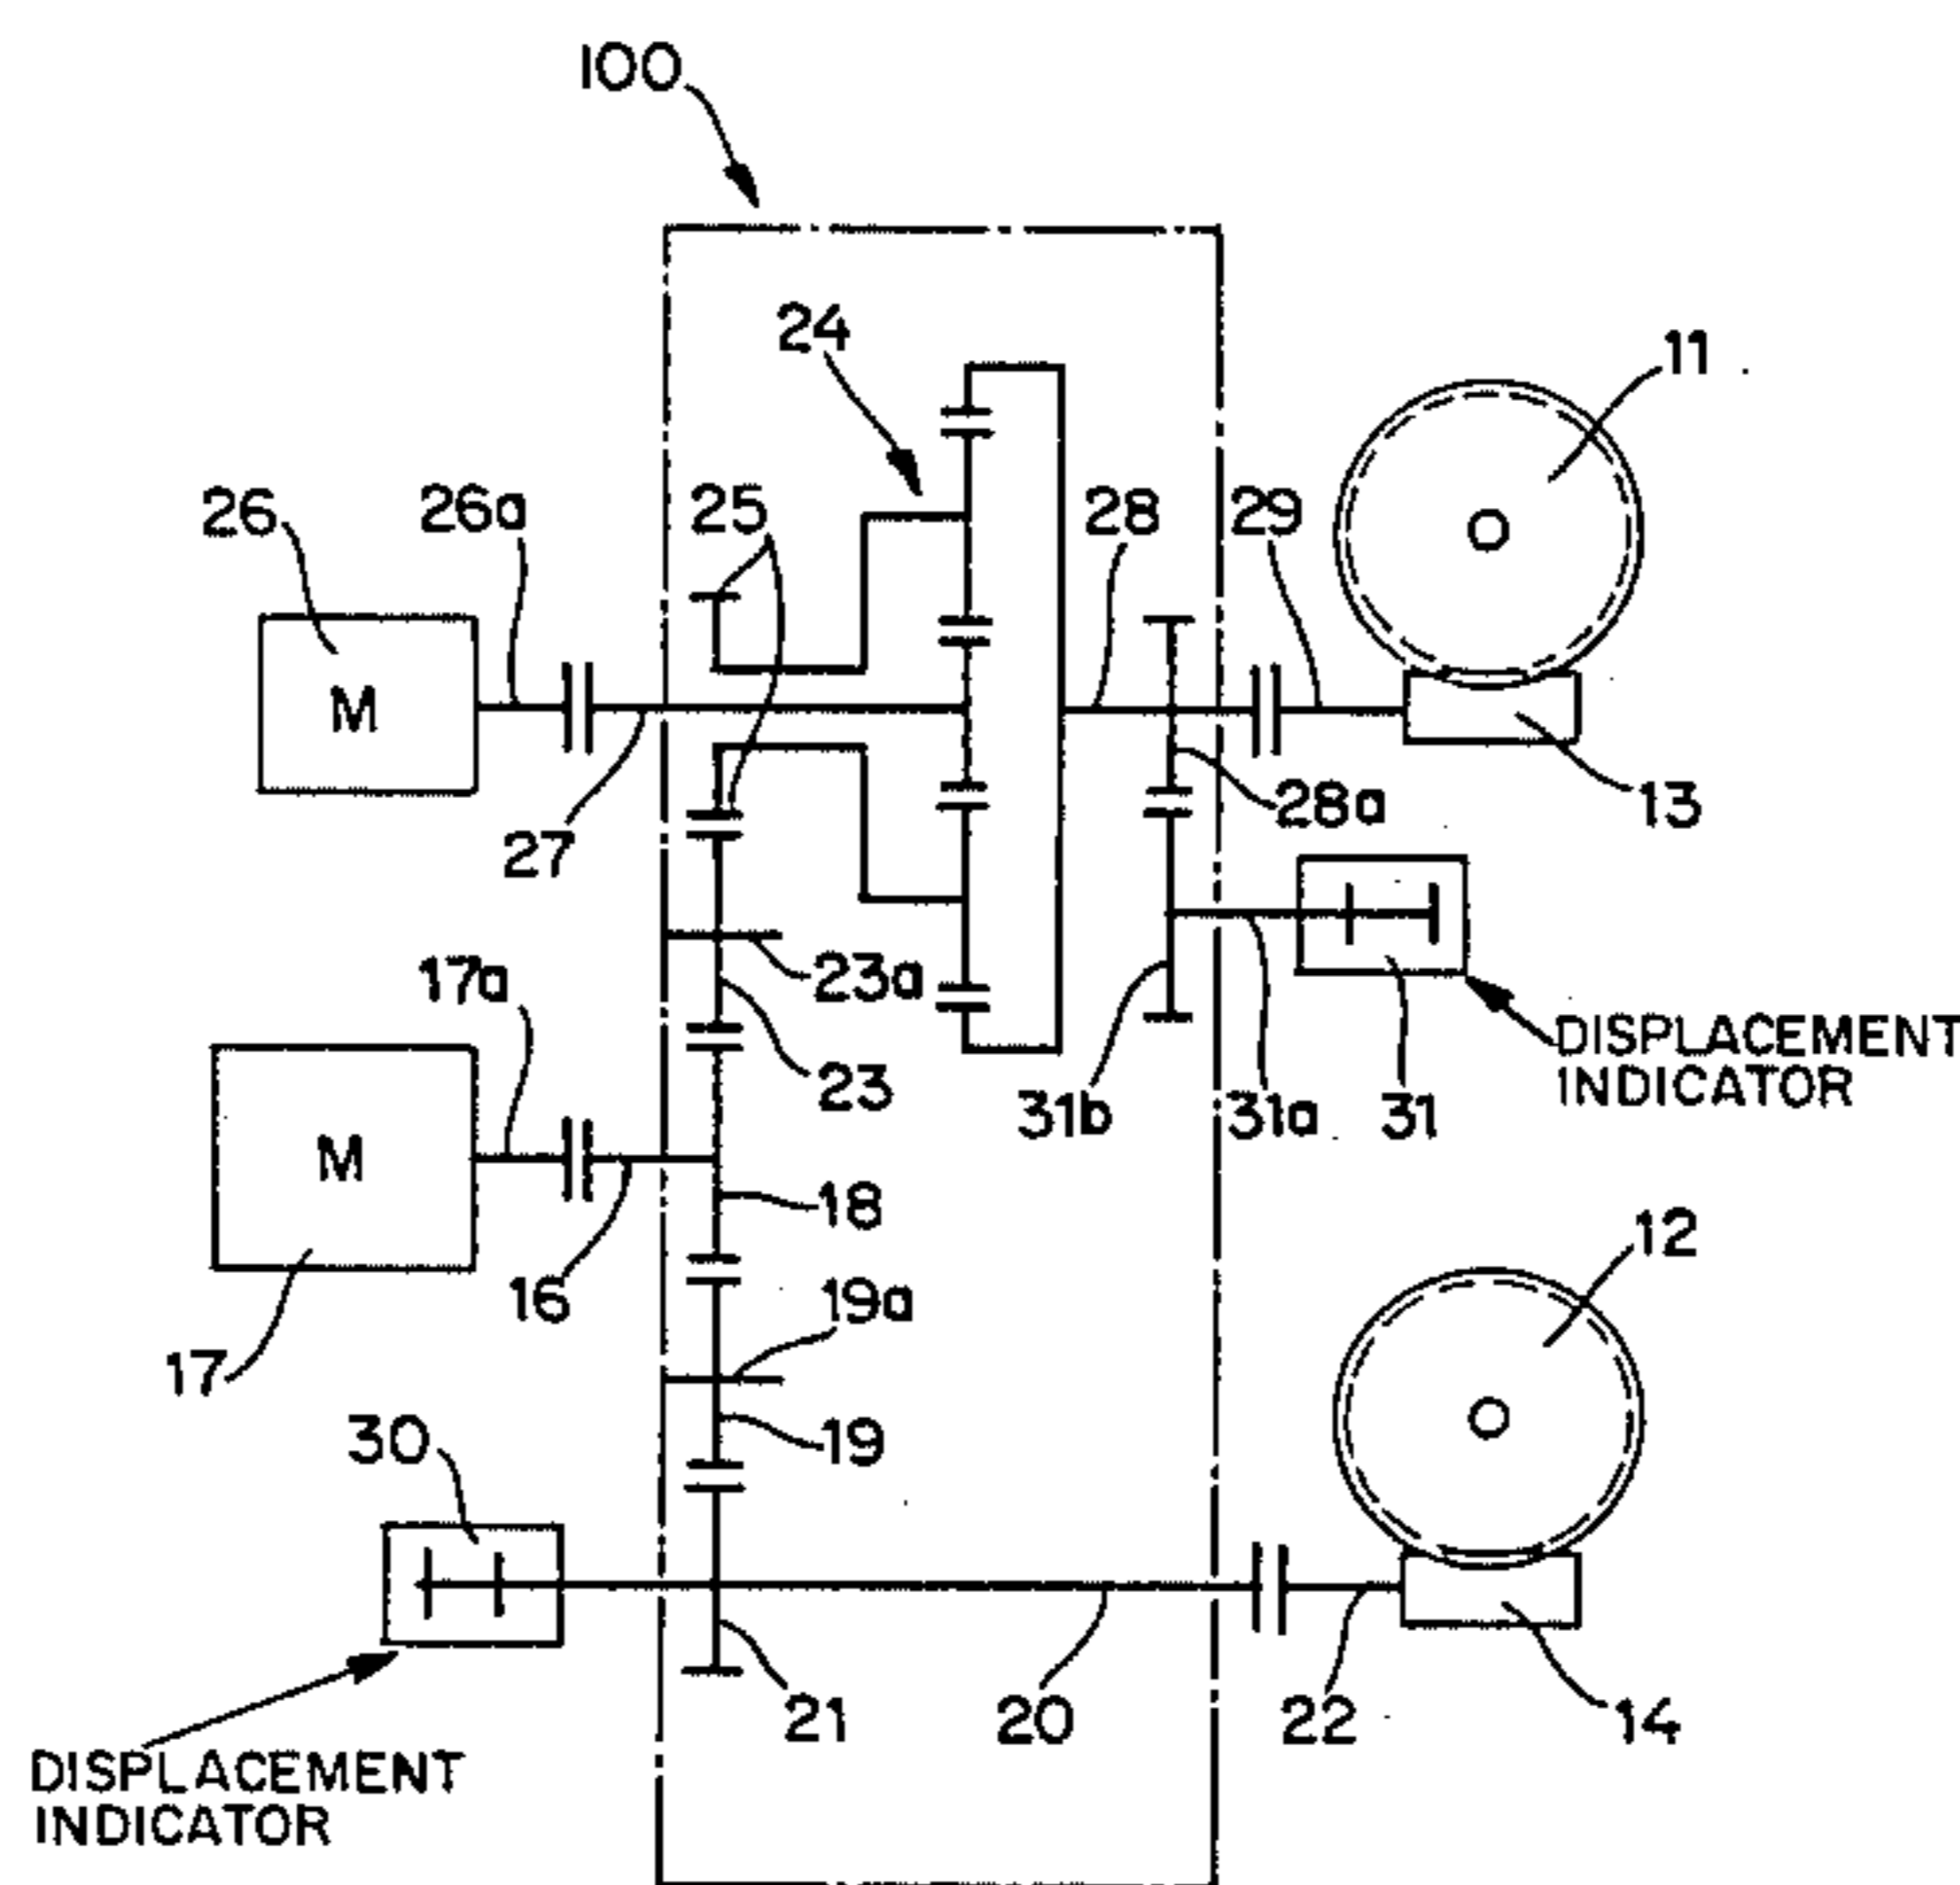 100
24
11
26
26a
25
28
29
M
28a
13
27
17a
23a
DISPLACEMENT
INDICATOR
23
31b
31a
31
M
18
12
16
19a
17
30
19
21
20
22
14
DISPLACEMENT
INDICATOR